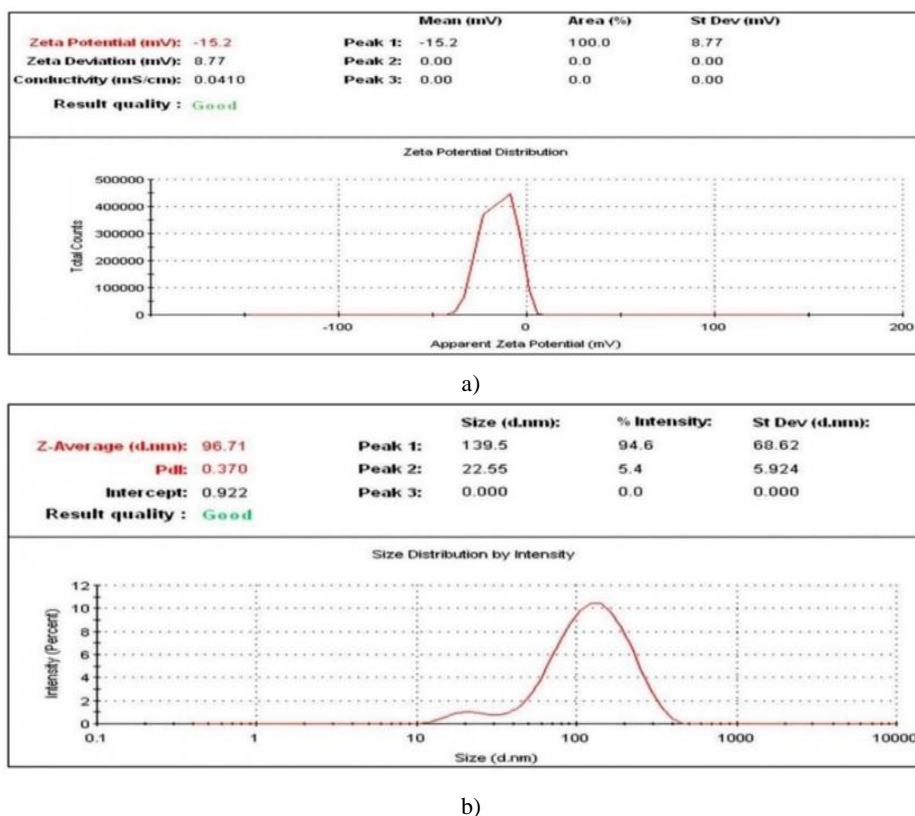 Mean (mV) Area (%) St Dev (mV)
Zeta Potential (mV): -15.2 Peak 1: -15.2 100.0 8.77
Zeta Deviation (mV): 8.77 Peak 2: 0.00 0.0 0.00
Conductivity (mS/cm): 0.0410 Peak 3: 0.00 0.0 0.00
Result quality : Good
Zeta Potential Distribution
Total Counts
500000
400000
300000
200000
100000
0
-100 0 100 200
Apparent Zeta Potential (mV)
a)
Size (d.nm): % Intensity: St Dev (d.nm):
Z-Average (d.nm): 96.71 Peak 1: 139.5 94.6 68.62
PdI: 0.370 Peak 2: 22.55 5.4 5.924
Intercept: 0.922 Peak 3: 0.000 0.0 0.000
Result quality : Good
Size Distribution by Intensity
Intensity (Percent)
12
10
8
6
4
2
0
0.1 1 10 100 1000 10000
Size (d.nm)
b)